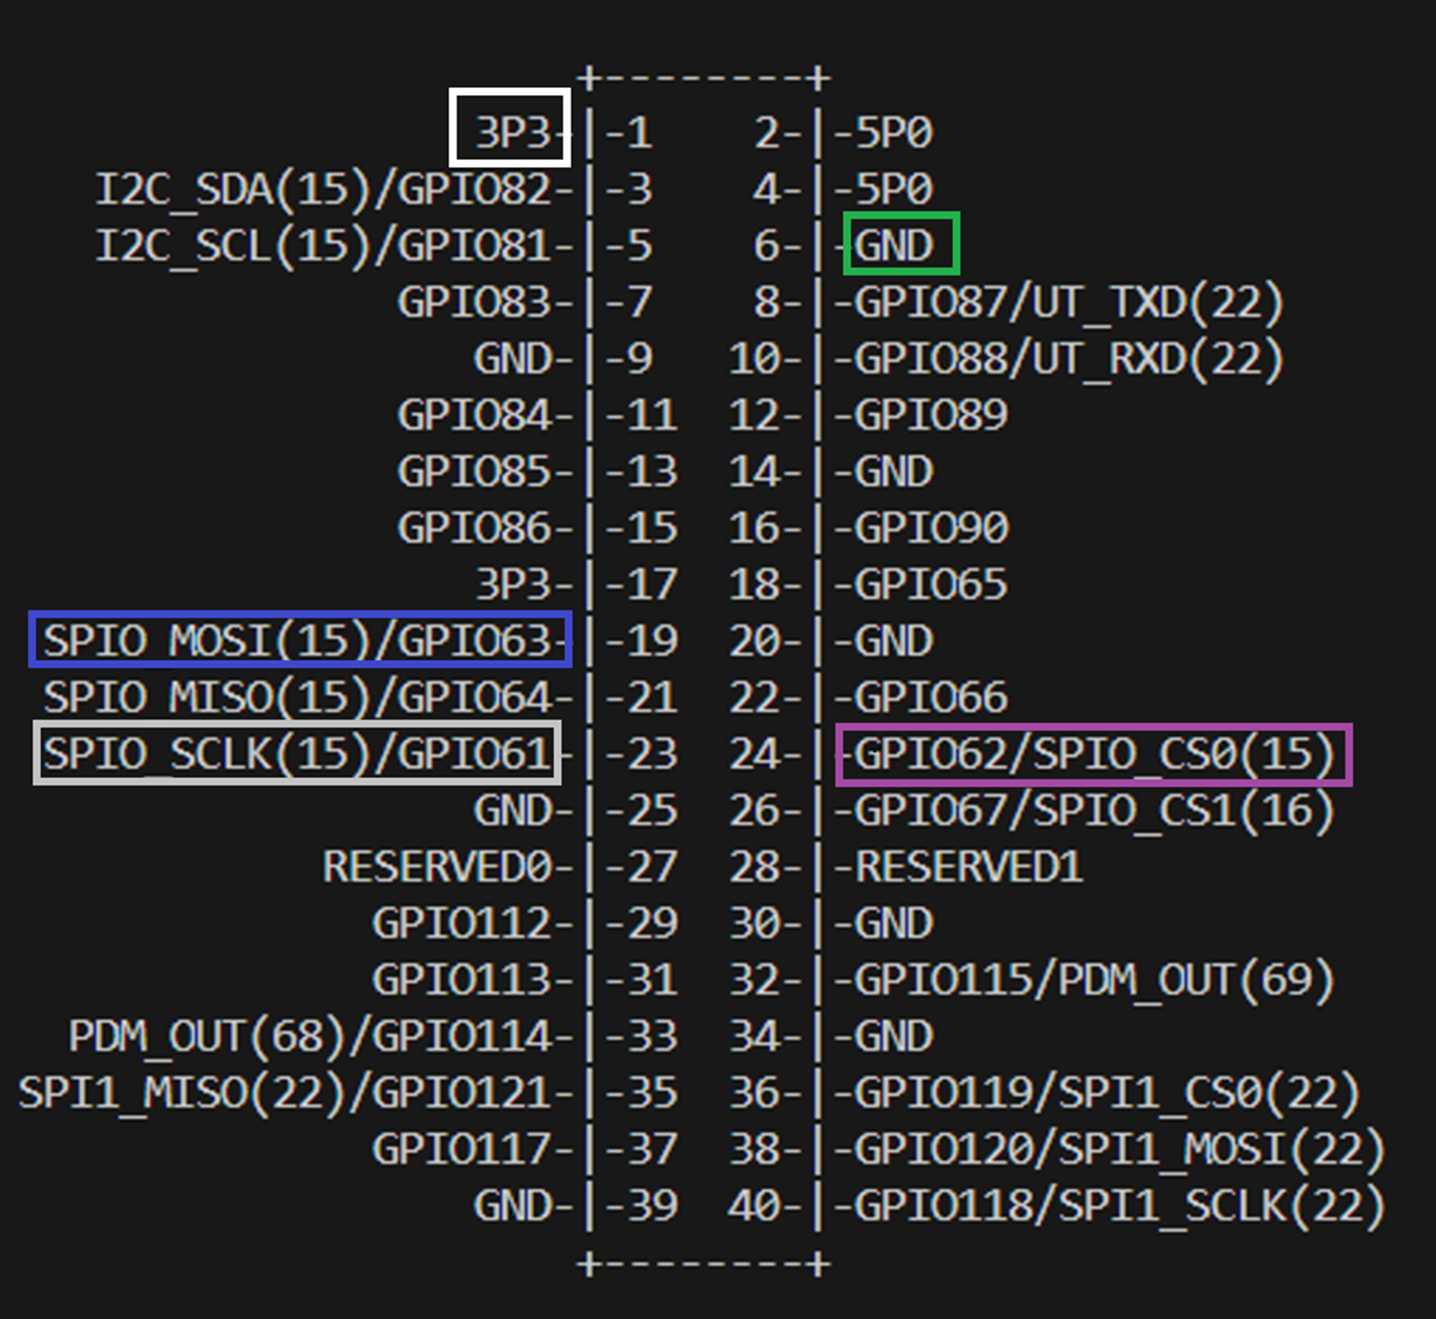 +--------+
3P3-|-1 2-|-5P0
I2C_SDA(15)/GPIO82-|-3 4-|-5P0
I2C_SCL(15)/GPIO81-|-5 6-|-GND
GPIO83-|-7 8-|-GPIO87/UT_TXD(22)
GND-|-9 10-|-GPIO88/UT_RXD(22)
GPIO84-|-11 12-|-GPIO89
GPIO85-|-13 14-|-GND
GPIO86-|-15 16-|-GPIO90
3P3-|-17 18-|-GPIO65
SPIO MOSI(15)/GPIO63-|-19 20-|-GND
SPIO MISO(15)/GPIO64-|-21 22-|-GPIO66
SPIO_SCLK(15)/GPIO61-|-23 24-|-GPIO62/SPIO_CS0(15)
GND-|-25 26-|-GPIO67/SPIO_CS1(16)
RESERVED0-|-27 28-|-RESERVED1
GPIO112-|-29 30-|-GND
GPIO113-|-31 32-|-GPIO115/PDM_OUT(69)
PDM_OUT(68)/GPIO114-|-33 34-|-GND
SPI1_MISO(22)/GPIO121-|-35 36-|-GPIO119/SPI1_CS0(22)
GPIO117-|-37 38-|-GPIO120/SPI1_MOSI(22)
GND-|-39 40-|-GPIO118/SPI1_SCLK(22)
+--------+